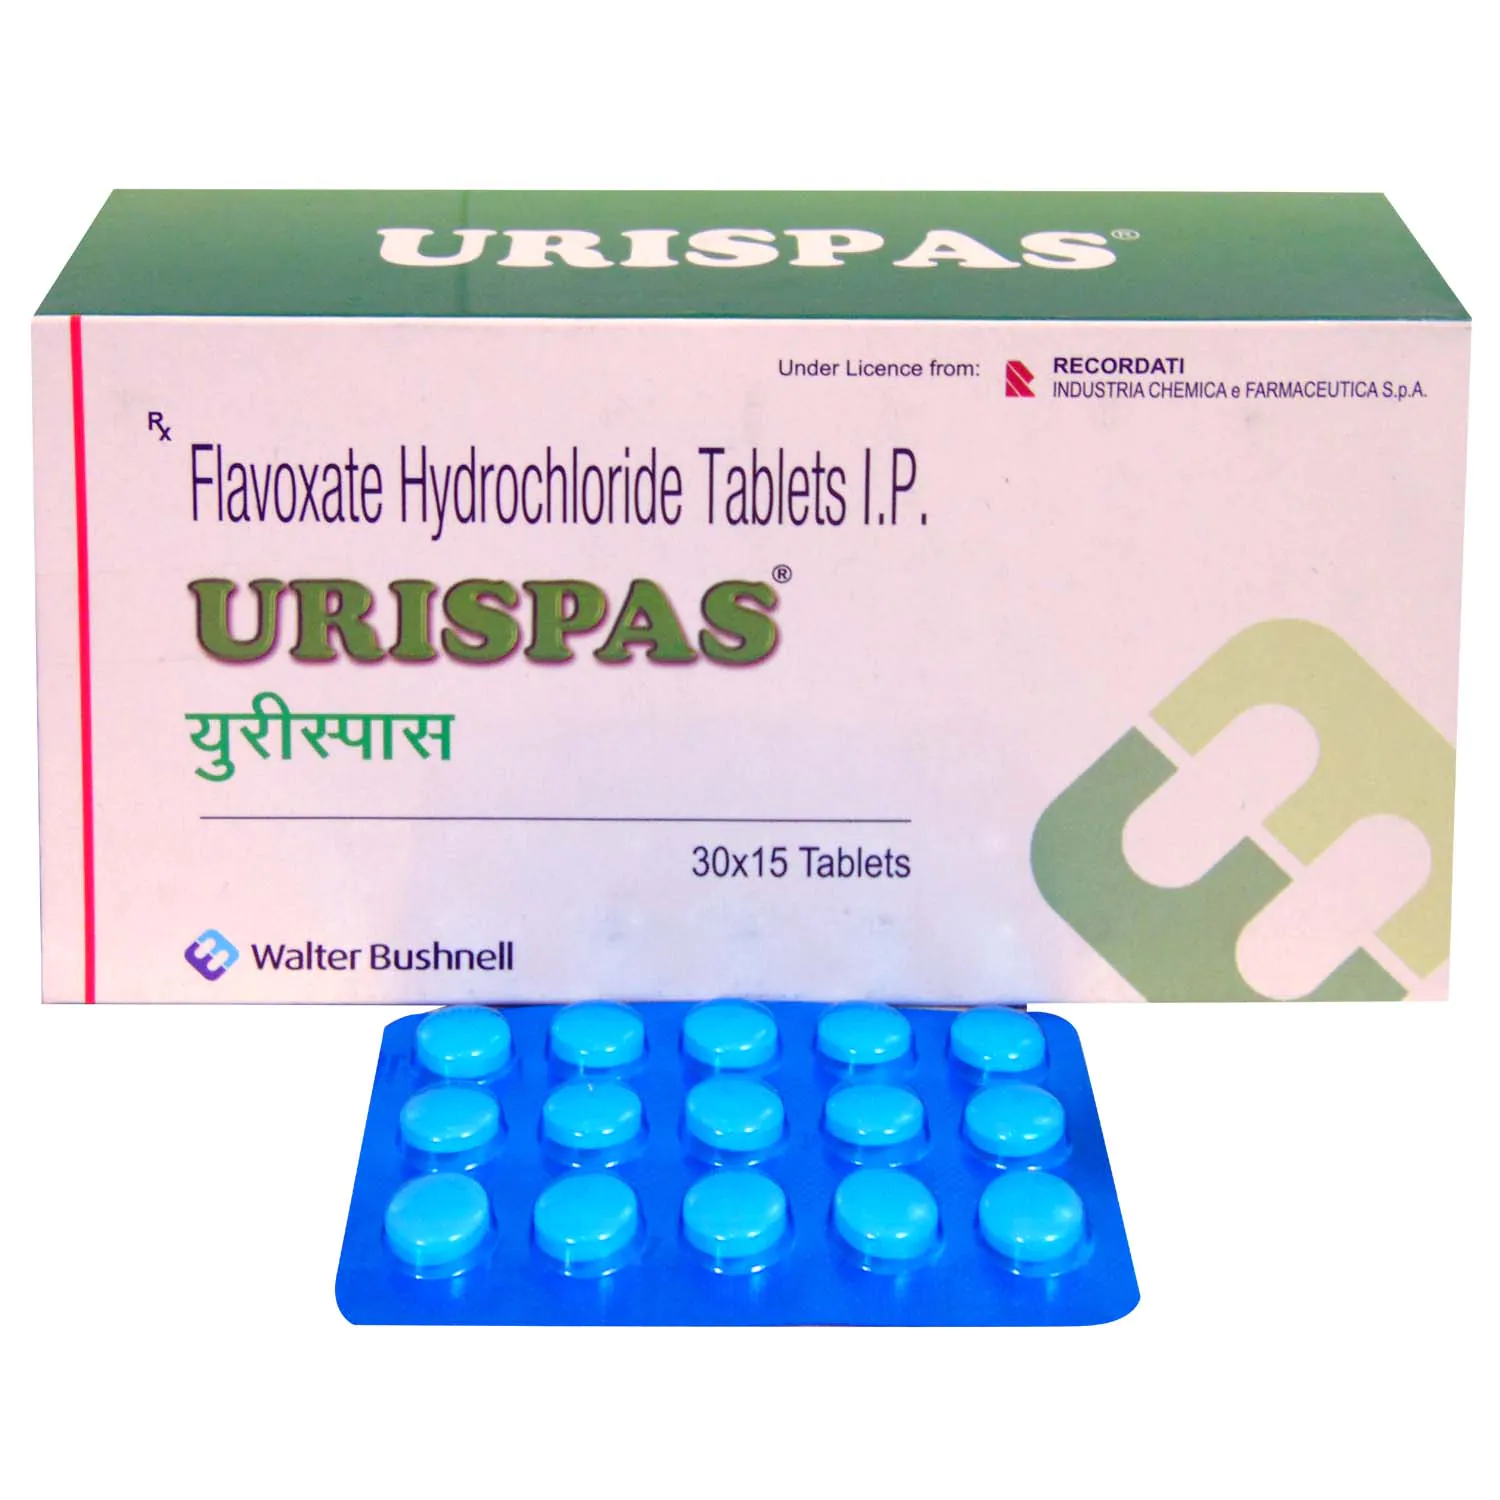 URISPAS®
Under Licence from: RECORDATI
INDUSTRIA CHEMICA e FARMACEUTICA S.p.A.
Rx
Flavoxate Hydrochloride Tablets I.P.
URISPAS®
युरीस्पास
30x15 Tablets
Walter Bushnell